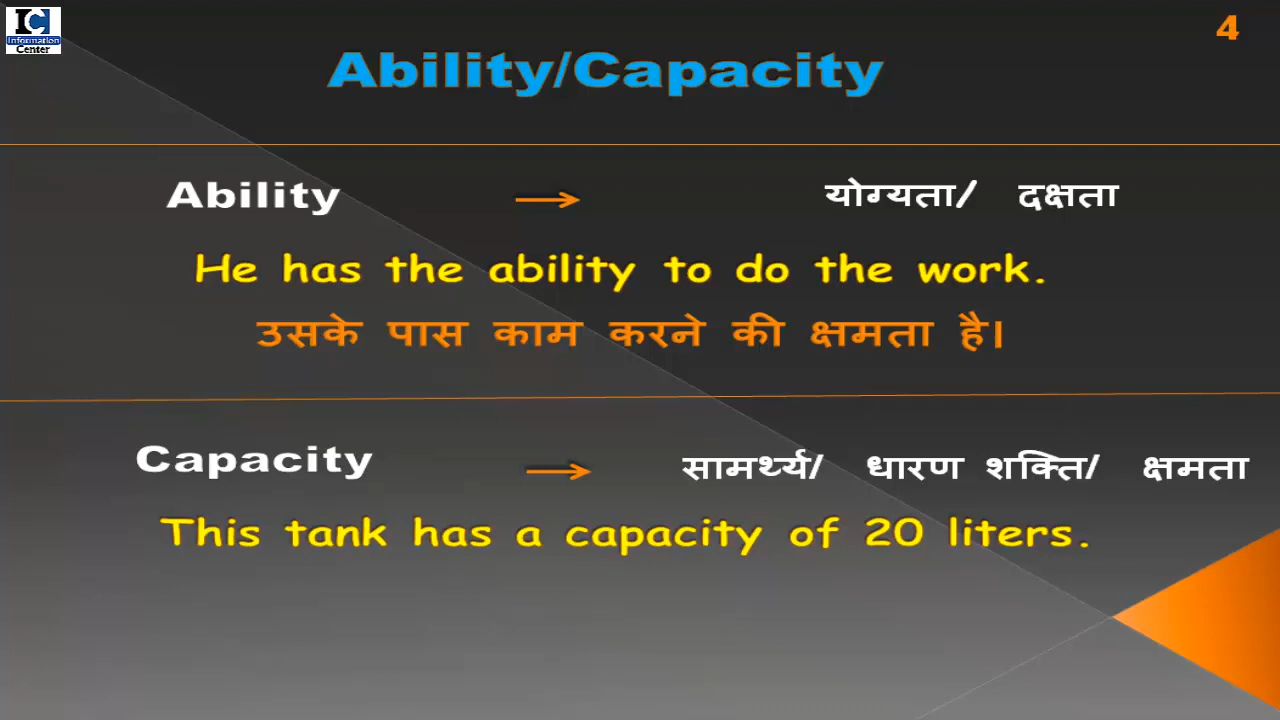 IC
Information
Center
4
Ability/Capacity
Ability → योग्यता/ दक्षता
He has the ability to do the work.
उसके पास काम करने की क्षमता है।
Capacity → सामर्थ्य/ धारण शक्ति/ क्षमता
This tank has a capacity of 20 liters.